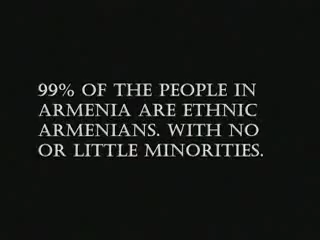 99% OF THE PEOPLE IN
ARMENIA ARE ETHNIC
ARMENIANS. WITH NO
OR LITTLE MINORITIES.